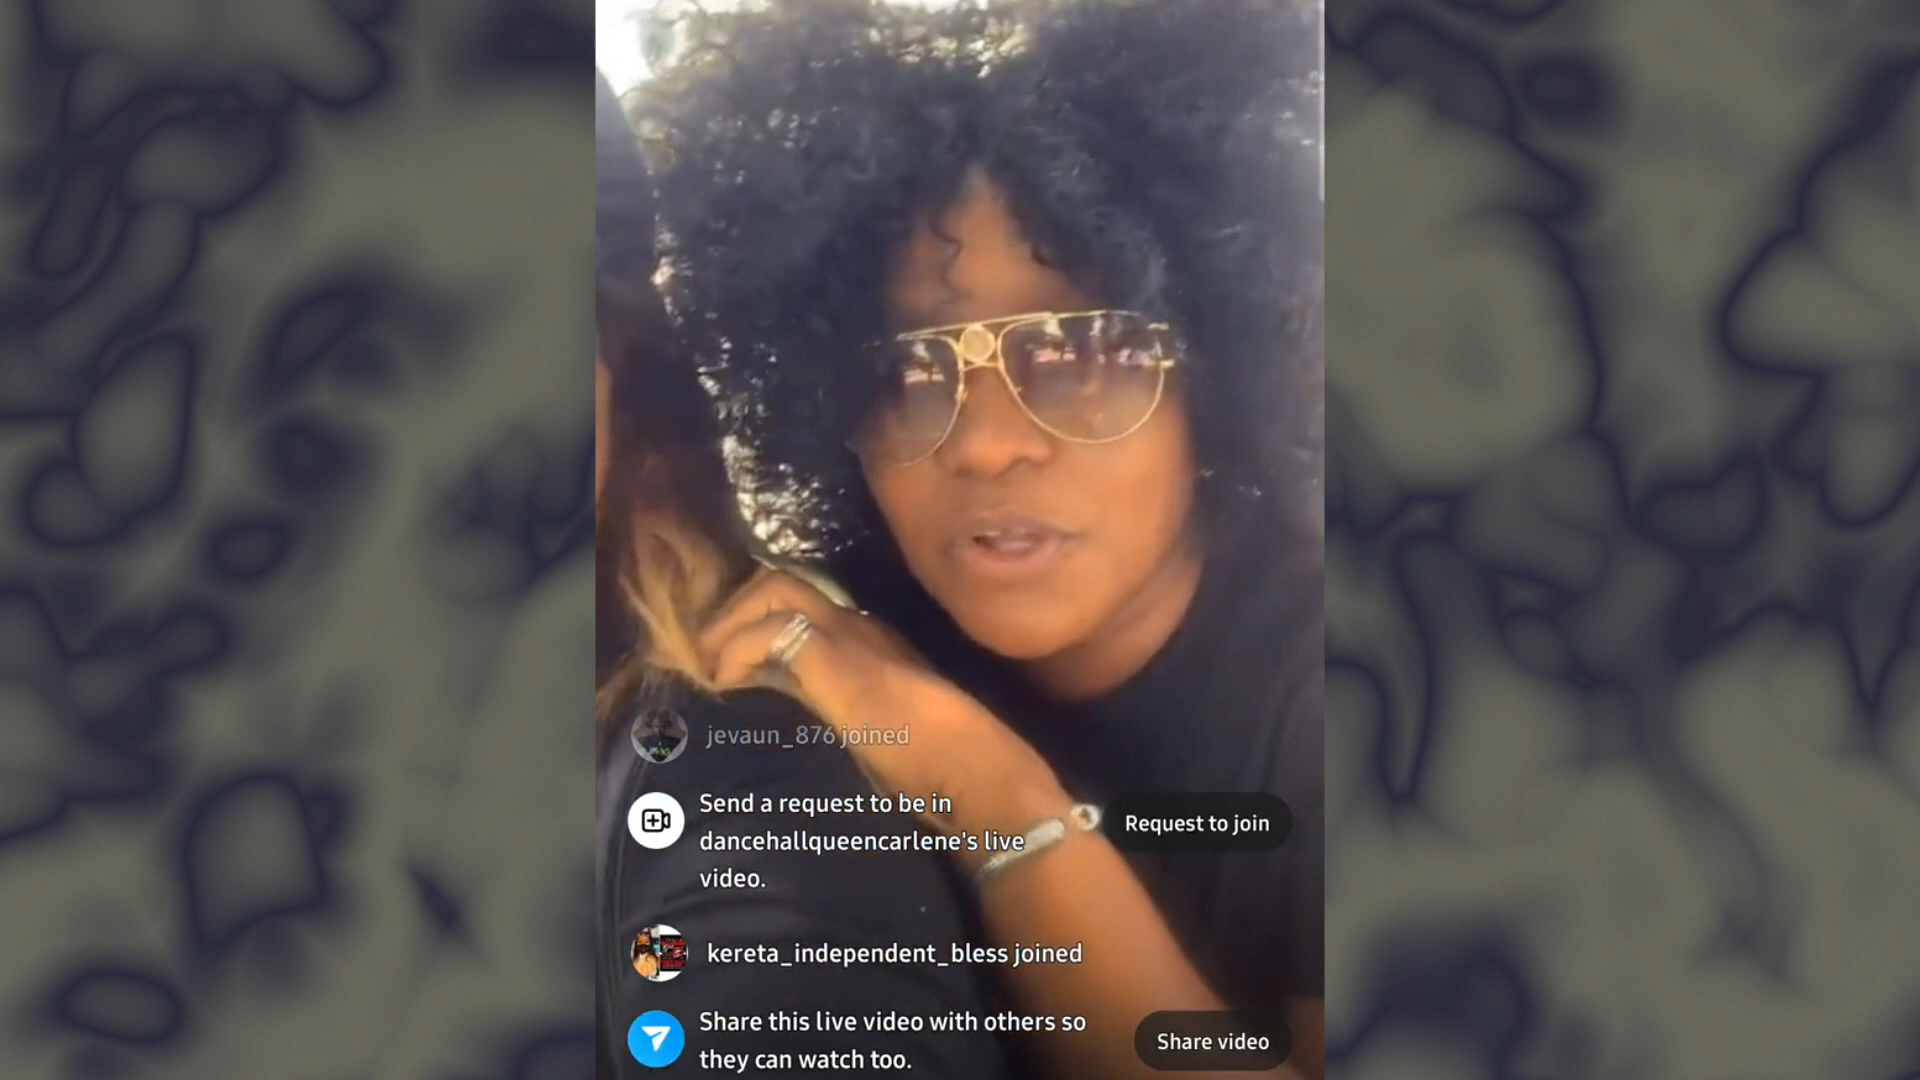 jevaun_876 joined
Send a request to be in
dancehallqueencarlene's live
video.
Request to join
kereta_independent_bless joined
Share this live video with others so
they can watch too.
Share video